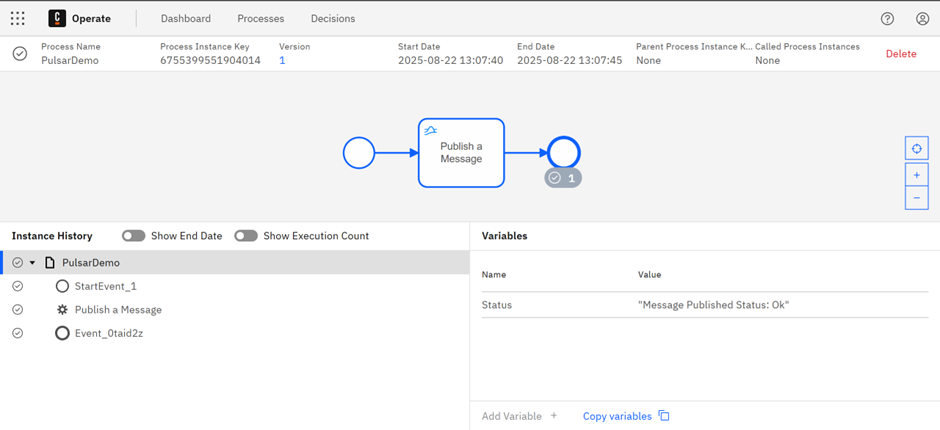 C Operate Dashboard Processes Decisions
Process Name Process Instance Key Version Start Date End Date Parent Process Instance K... Called Process Instances
PulsarDemo 6755399551904014 1 2025-08-22 13:07:40 2025-08-22 13:07:45 None None Delete
Publish a
Message
1
+
−
Instance History Show End Date Show Execution Count
PulsarDemo
StartEvent_1
Publish a Message
Event_0taid2z
Variables
Name Value
Status "Message Published Status: Ok"
Add Variable + Copy variables